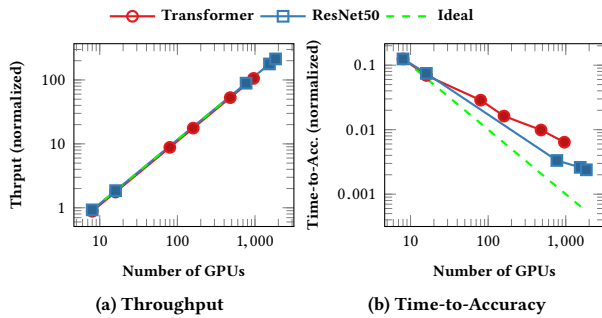 Transformer ResNet50 Ideal
Thrput (normalized)
100
10
1
10 100 1,000
Number of GPUs
(a) Throughput
Time-to-Acc. (normalized)
0.1
0.01
0.001
10 100 1,000
Number of GPUs
(b) Time-to-Accuracy